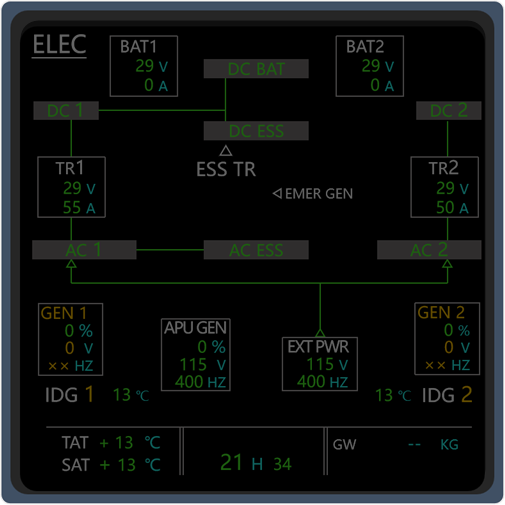 ELEC
BAT1
29 V
0 A
DC BAT
BAT2
29 V
0 A
DC 1
DC ESS
DC 2
TR1
29 V
55 A
ESS TR
EMER GEN
TR2
29 V
50 A
AC 1
AC ESS
AC 2
GEN 1
0 %
0 V
×× HZ
APU GEN
0 %
115 V
400 HZ
EXT PWR
115 V
400 HZ
GEN 2
0 %
0 V
×× HZ
IDG 1
13 °C
13 °C
IDG 2
TAT + 13 °C
SAT + 13 °C
21 H 34
GW -- KG